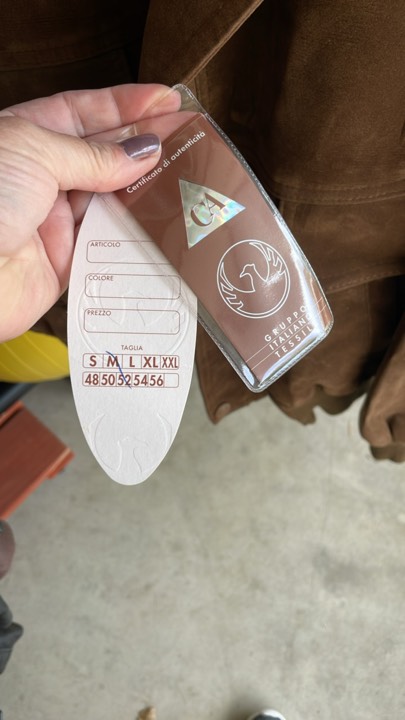 Certificato di autenticità
CA
GRUPPO
ITALIANO
TESSILE
ARTICOLO
COLORE
PREZZO
TAGLIA
S M L XL XXL
48 50 52 54 56